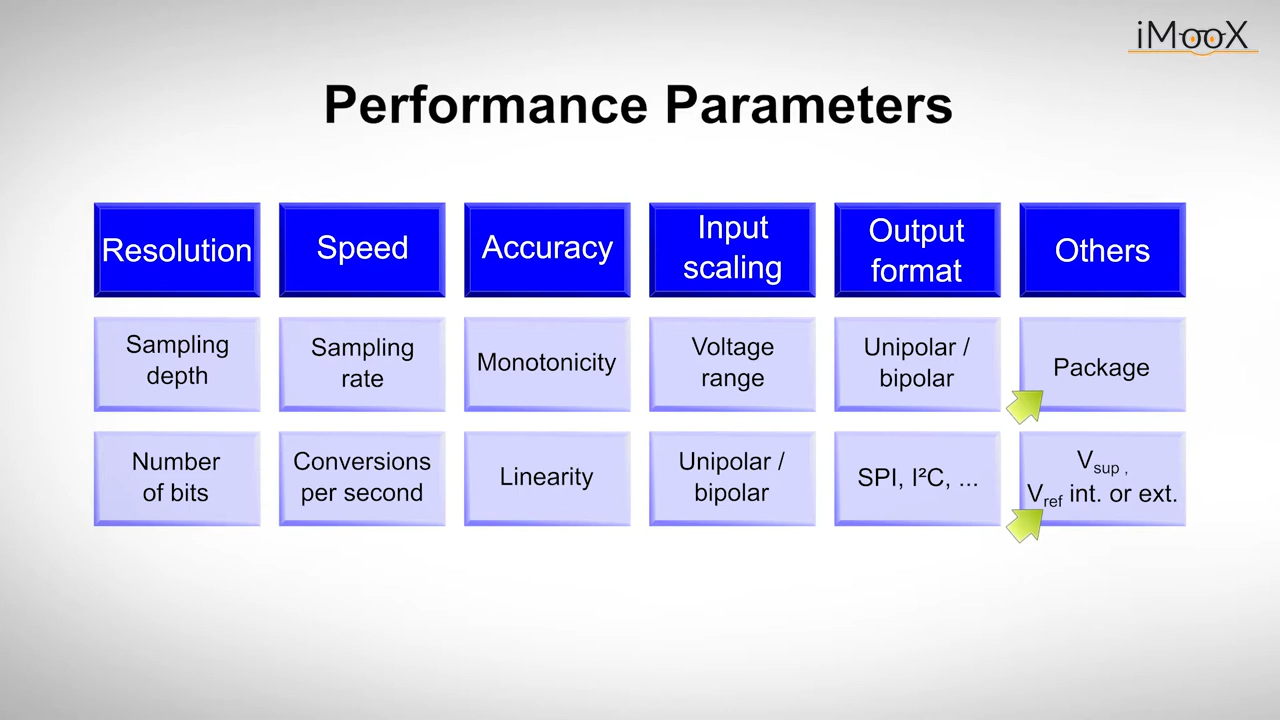 iMooX
Performance Parameters
Resolution
Speed
Accuracy
Input
scaling
Output
format
Others
Sampling
depth
Sampling
rate
Monotonicity
Voltage
range
Unipolar /
bipolar
Package
Number
of bits
Conversions
per second
Linearity
Unipolar /
bipolar
SPI, I²C, ...
Vsup ,
Vref int. or ext.